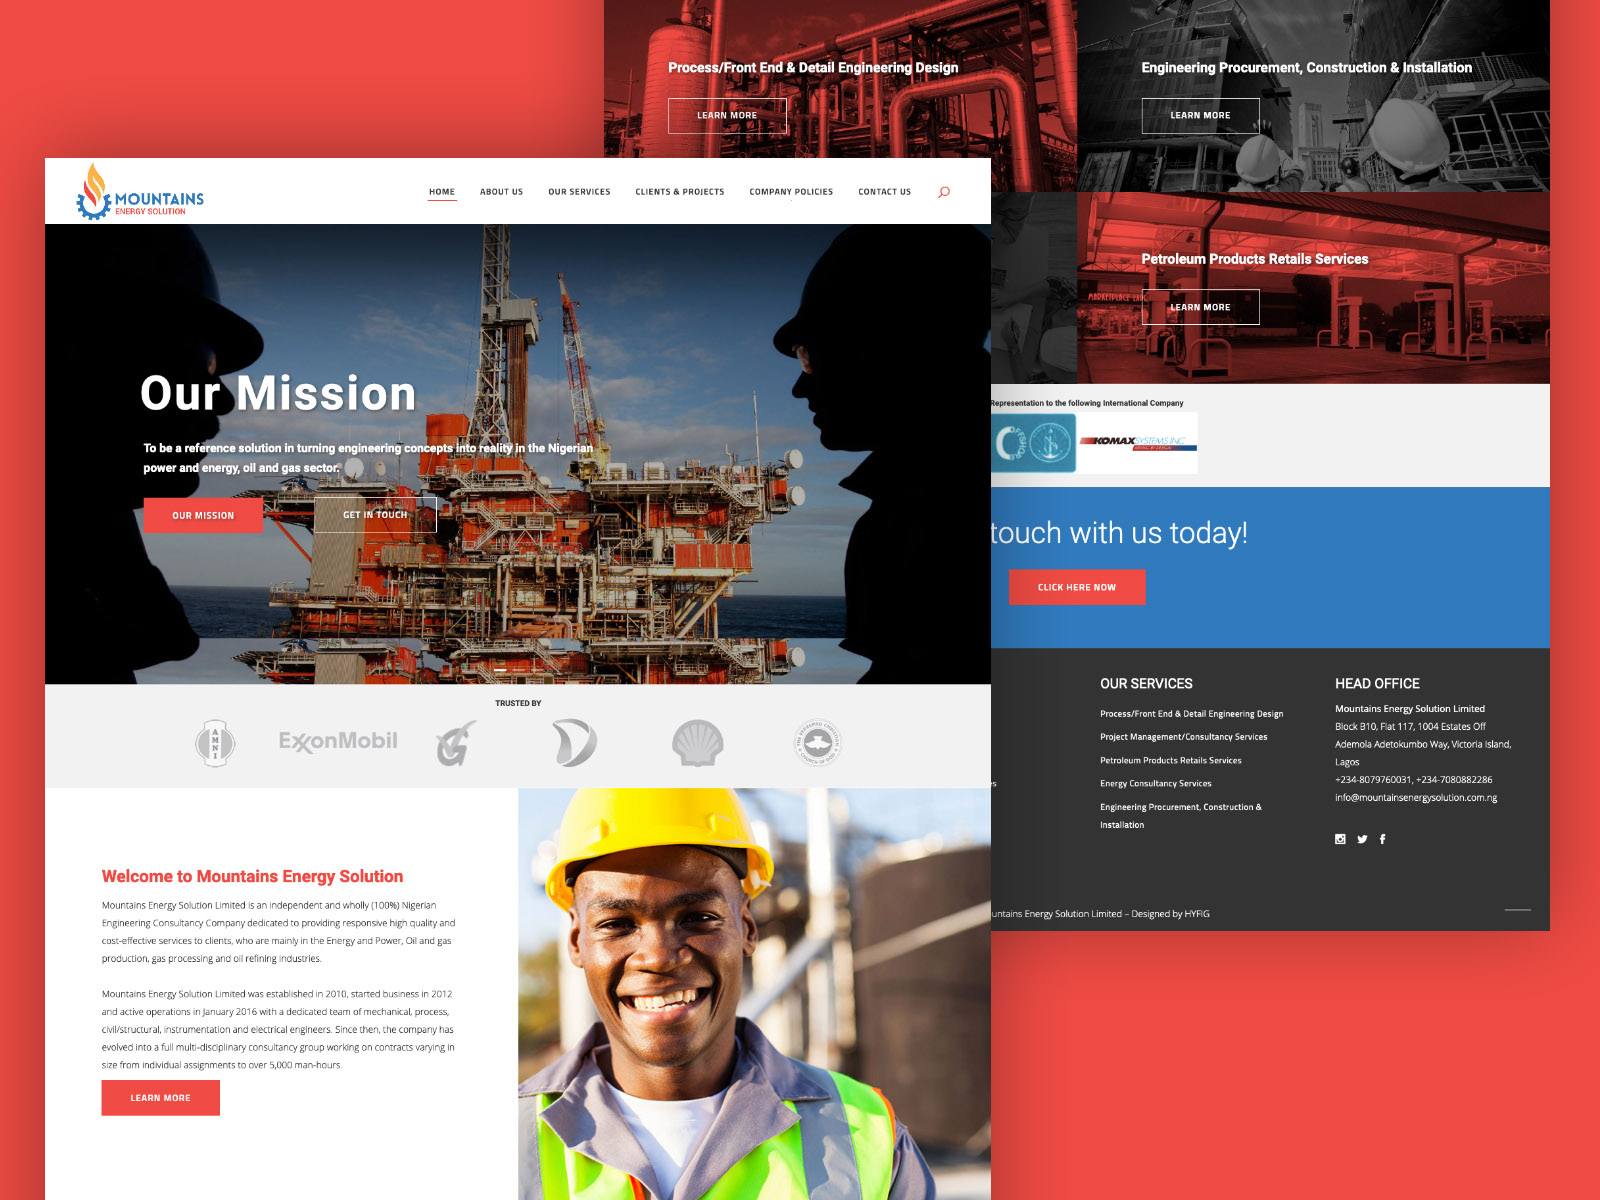 Process/Front End & Detail Engineering Design
LEARN MORE
Engineering Procurement, Construction & Installation
LEARN MORE
Petroleum Products Retails Services
LEARN MORE
Representation to the following International Company
KOMAX SYSTEMS INC
touch with us today!
CLICK HERE NOW
es
OUR SERVICES
Process/Front End & Detail Engineering Design
Project Management/Consultancy Services
Petroleum Products Retails Services
Energy Consultancy Services
Engineering Procurement, Construction &
Installation
HEAD OFFICE
Mountains Energy Solution Limited
Block B10, Flat 117, 1004 Estates Off
Ademola Adetokumbo Way, Victoria Island,
Lagos
+234-8079760031, +234-7080882286
info@mountainsenergysolution.com.ng
untains Energy Solution Limited – Designed by HYFIG
MOUNTAINS
ENERGY SOLUTION
HOME ABOUT US OUR SERVICES CLIENTS & PROJECTS COMPANY POLICIES CONTACT US
Our Mission
To be a reference solution in turning engineering concepts into reality in the Nigerian
power and energy, oil and gas sector.
OUR MISSION GET IN TOUCH
TRUSTED BY
AMNI
ExxonMobil
Welcome to Mountains Energy Solution
Mountains Energy Solution Limited is an independent and wholly (100%) Nigerian
Engineering Consultancy Company dedicated to providing responsive high quality and
cost-effective services to clients, who are mainly in the Energy and Power, Oil and gas
production, gas processing and oil refining industries.
Mountains Energy Solution Limited was established in 2010, started business in 2012
and active operations in January 2016 with a dedicated team of mechanical, process,
civil/structural, instrumentation and electrical engineers. Since then, the company has
evolved into a full multi-disciplinary consultancy group working on contracts varying in
size from individual assignments to over 5,000 man-hours.
LEARN MORE